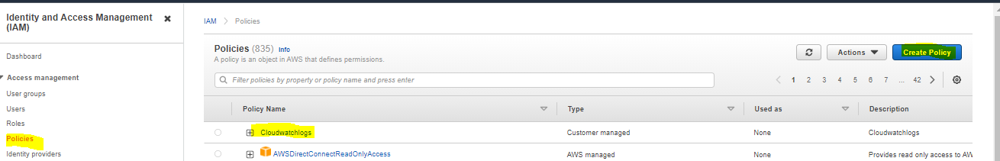 Identity and Access Management (IAM)
Dashboard
Access management
User groups
Users
Roles
Policies
Identity providers
IAM > Policies
Policies (835) Info
A policy is an object in AWS that defines permissions.
Actions
Create Policy
Filter policies by property or policy name and press enter
< 1 2 3 4 5 6 7 ... 42 >
Policy Name Type Used as Description
Cloudwatchlogs Customer managed None Cloudwatchlogs
AWSDirectConnectReadOnlyAccess AWS managed None Provides read only access to AW